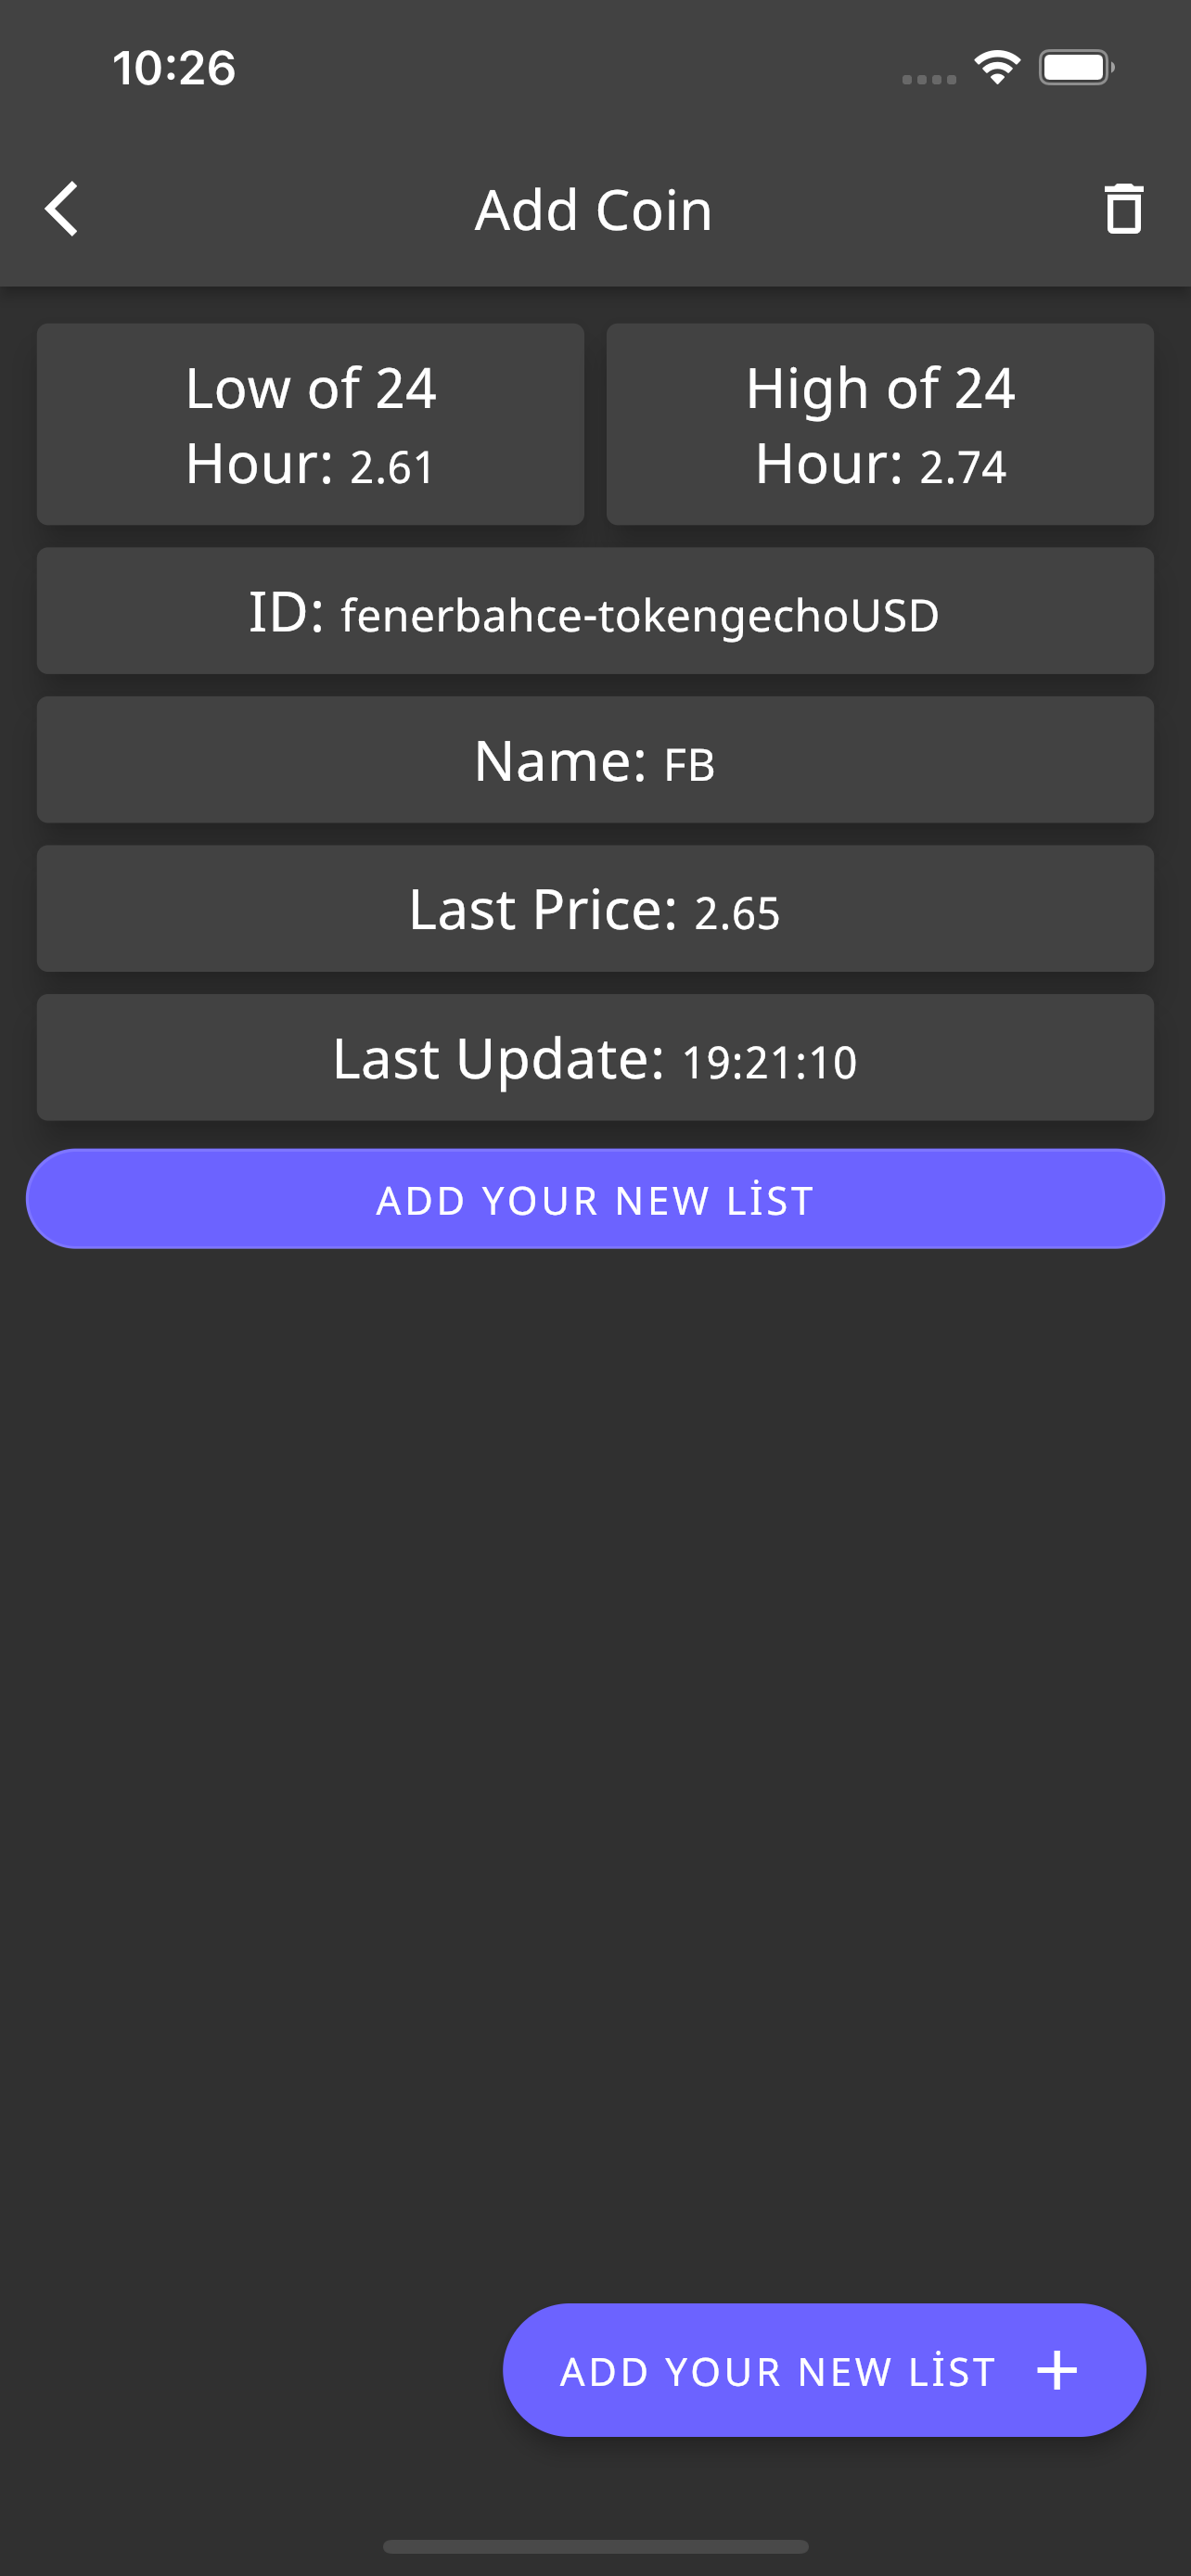 10:26
Add Coin
Low of 24
Hour: 2.61
High of 24
Hour: 2.74
ID: fenerbahce-tokengechoUSD
Name: FB
Last Price: 2.65
Last Update: 19:21:10
ADD YOUR NEW LİST
ADD YOUR NEW LİST